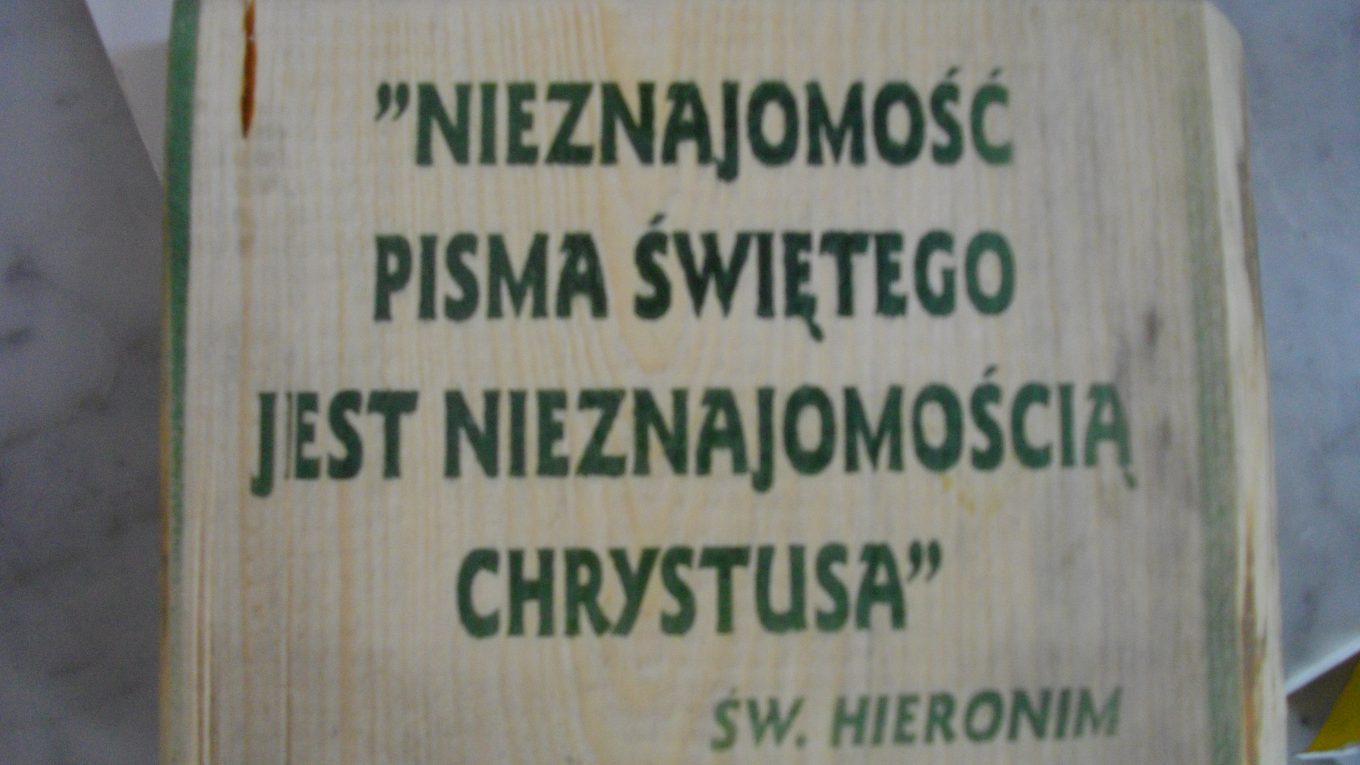 ”NIEZNAJOMOŚĆ
PISMA ŚWIĘTEGO
JEST NIEZNAJOMOŚCIĄ
CHRYSTUSA”
ŚW. HIERONIM